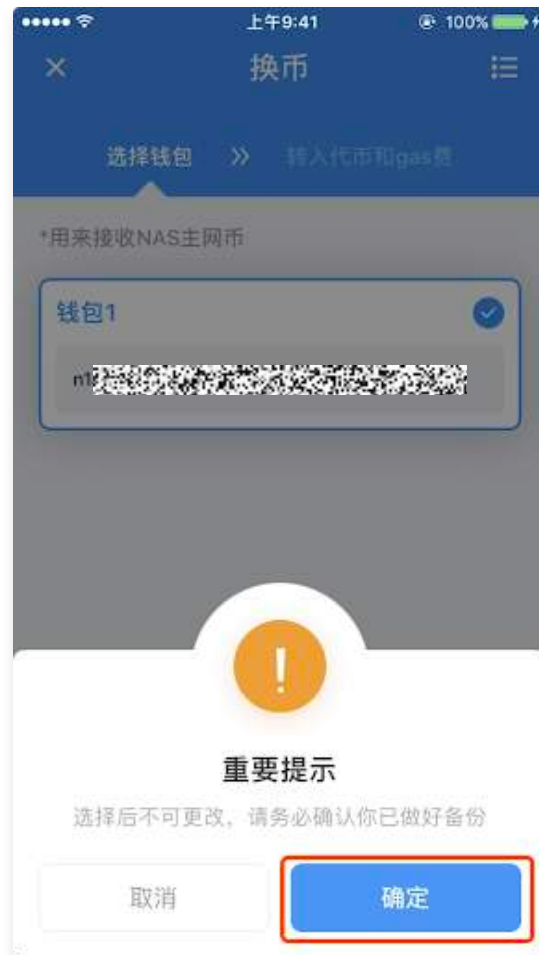 上午9:41
100%
换币
选择钱包 >> 转入代币和gas费
*用来接收NAS主网币
钱包1
n1
重要提示
选择后不可更改，请务必确认你已做好备份
取消
确定